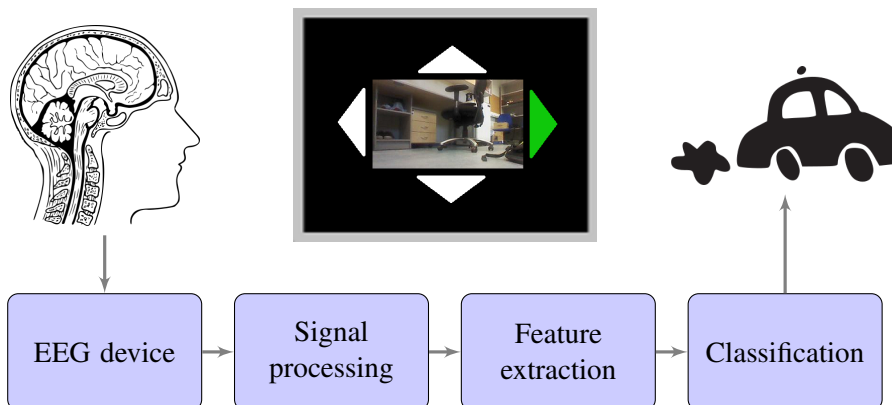 EEG device
Signal
processing
Feature
extraction
Classification